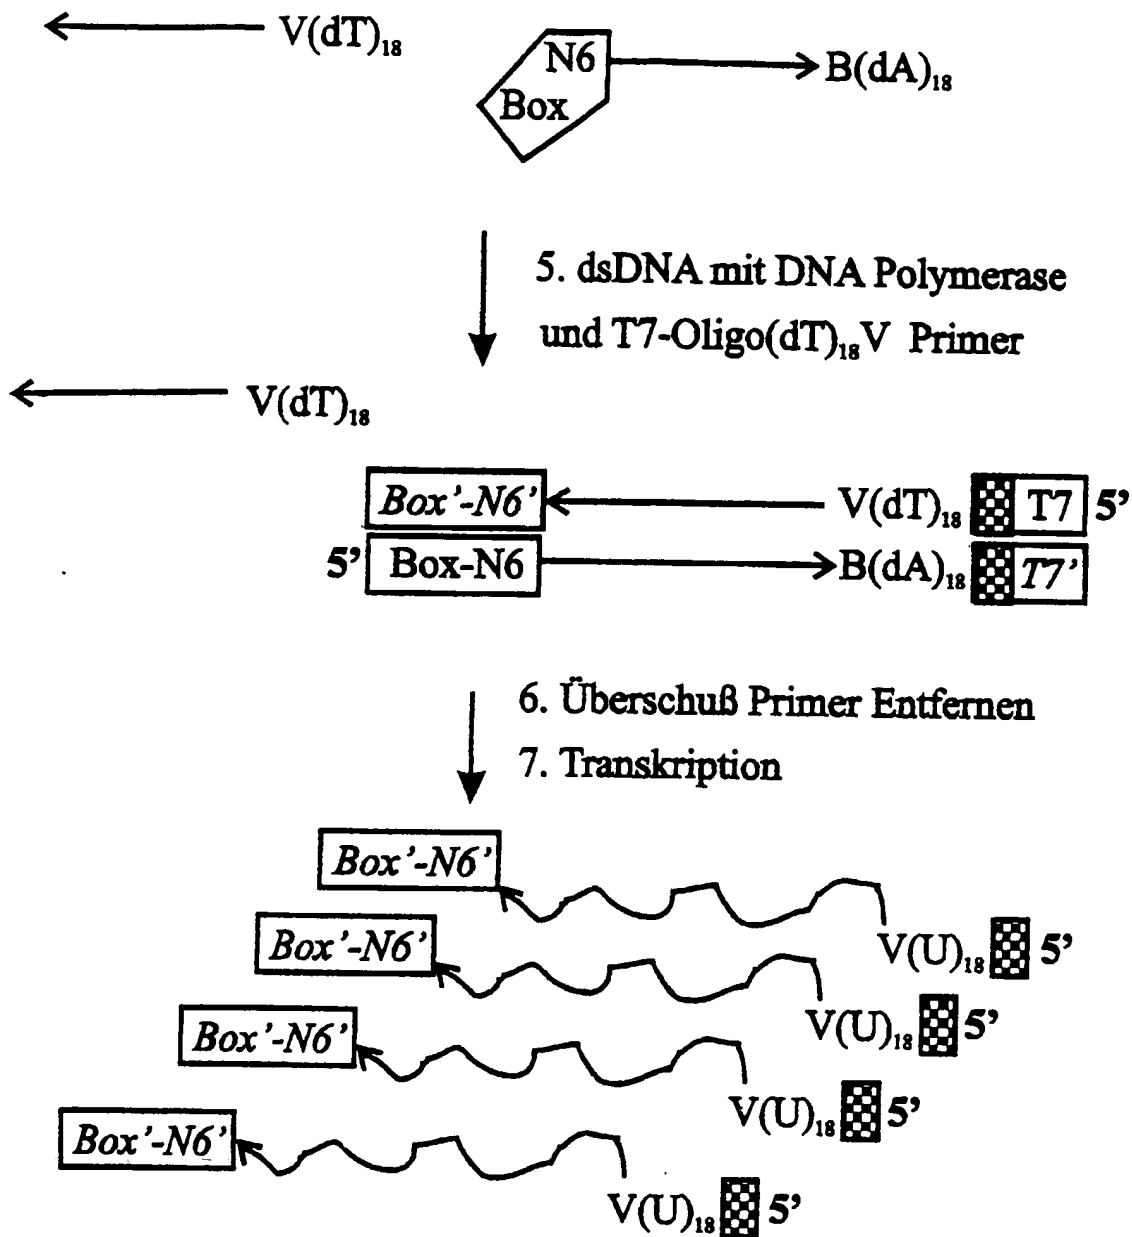 V(dT)₁₈
N6
B(dA)₁₈
Box
5. dsDNA mit DNA Polymerase
und T7-Oligo(dT)₁₈V Primer
V(dT)₁₈
Box'-N6' V(dT)₁₈ T7 5'
5' Box-N6 B(dA)₁₈ T7'
6. Überschuß Primer Entfernen
7. Transkription
Box'-N6'
V(U)₁₈ 5'
Box'-N6'
V(U)₁₈ 5'
Box'-N6'
V(U)₁₈ 5'
Box'-N6'
V(U)₁₈ 5'